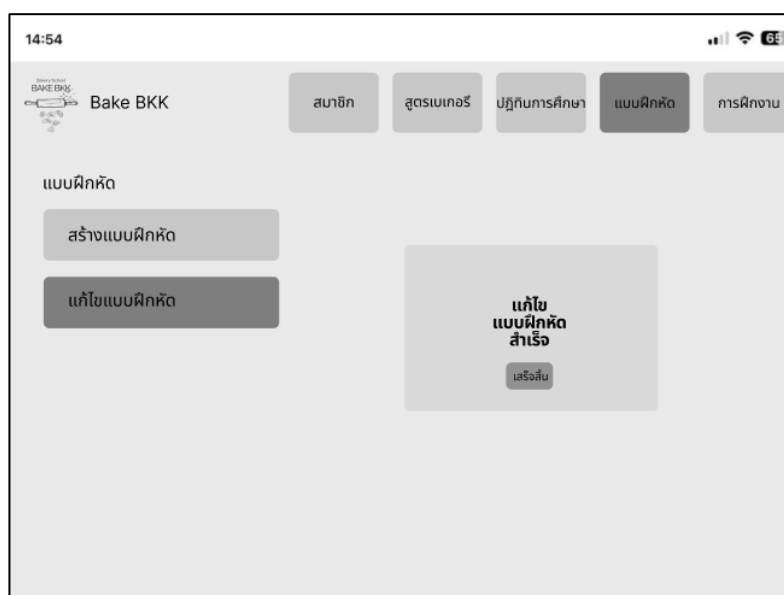 14:54
65
Bakery School
BAKE BKK
Bake BKK
สมาชิก
สูตรเบเกอรี
ปฏิทินการศึกษา
แบบฝึกหัด
การฝึกงาน
แบบฝึกหัด
สร้างแบบฝึกหัด
แก้ไขแบบฝึกหัด
แก้ไข
แบบฝึกหัด
สำเร็จ
เสร็จสิ้น